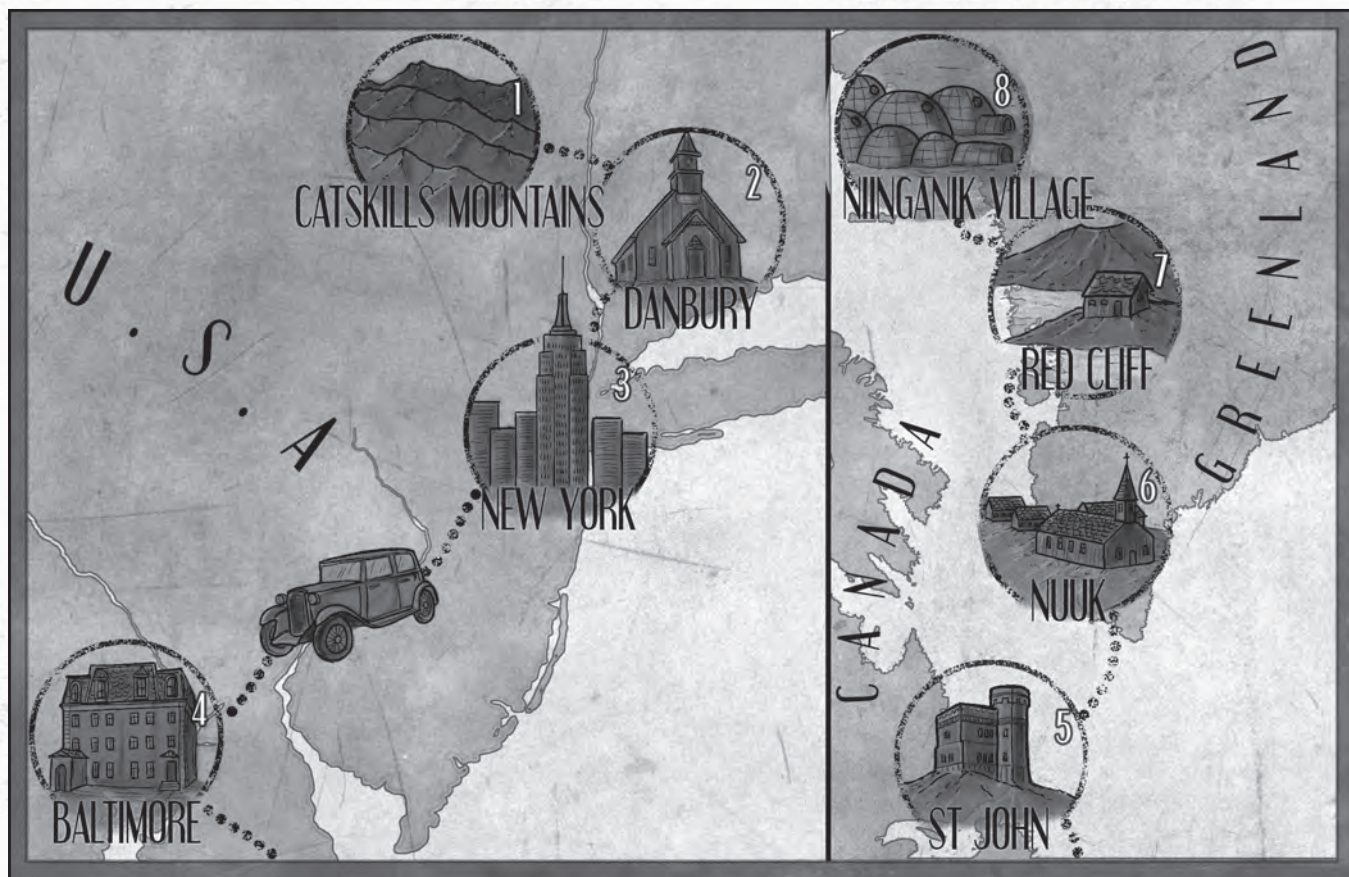 1
CATSKILLS MOUNTAINS
2
DANBURY
3
NEW YORK
4
BALTIMORE
U.S.A
8
NIINGANIK VILLAGE
7
RED CLIFF
6
NUUK
5
ST JOHN
CANADA
GREENLAND